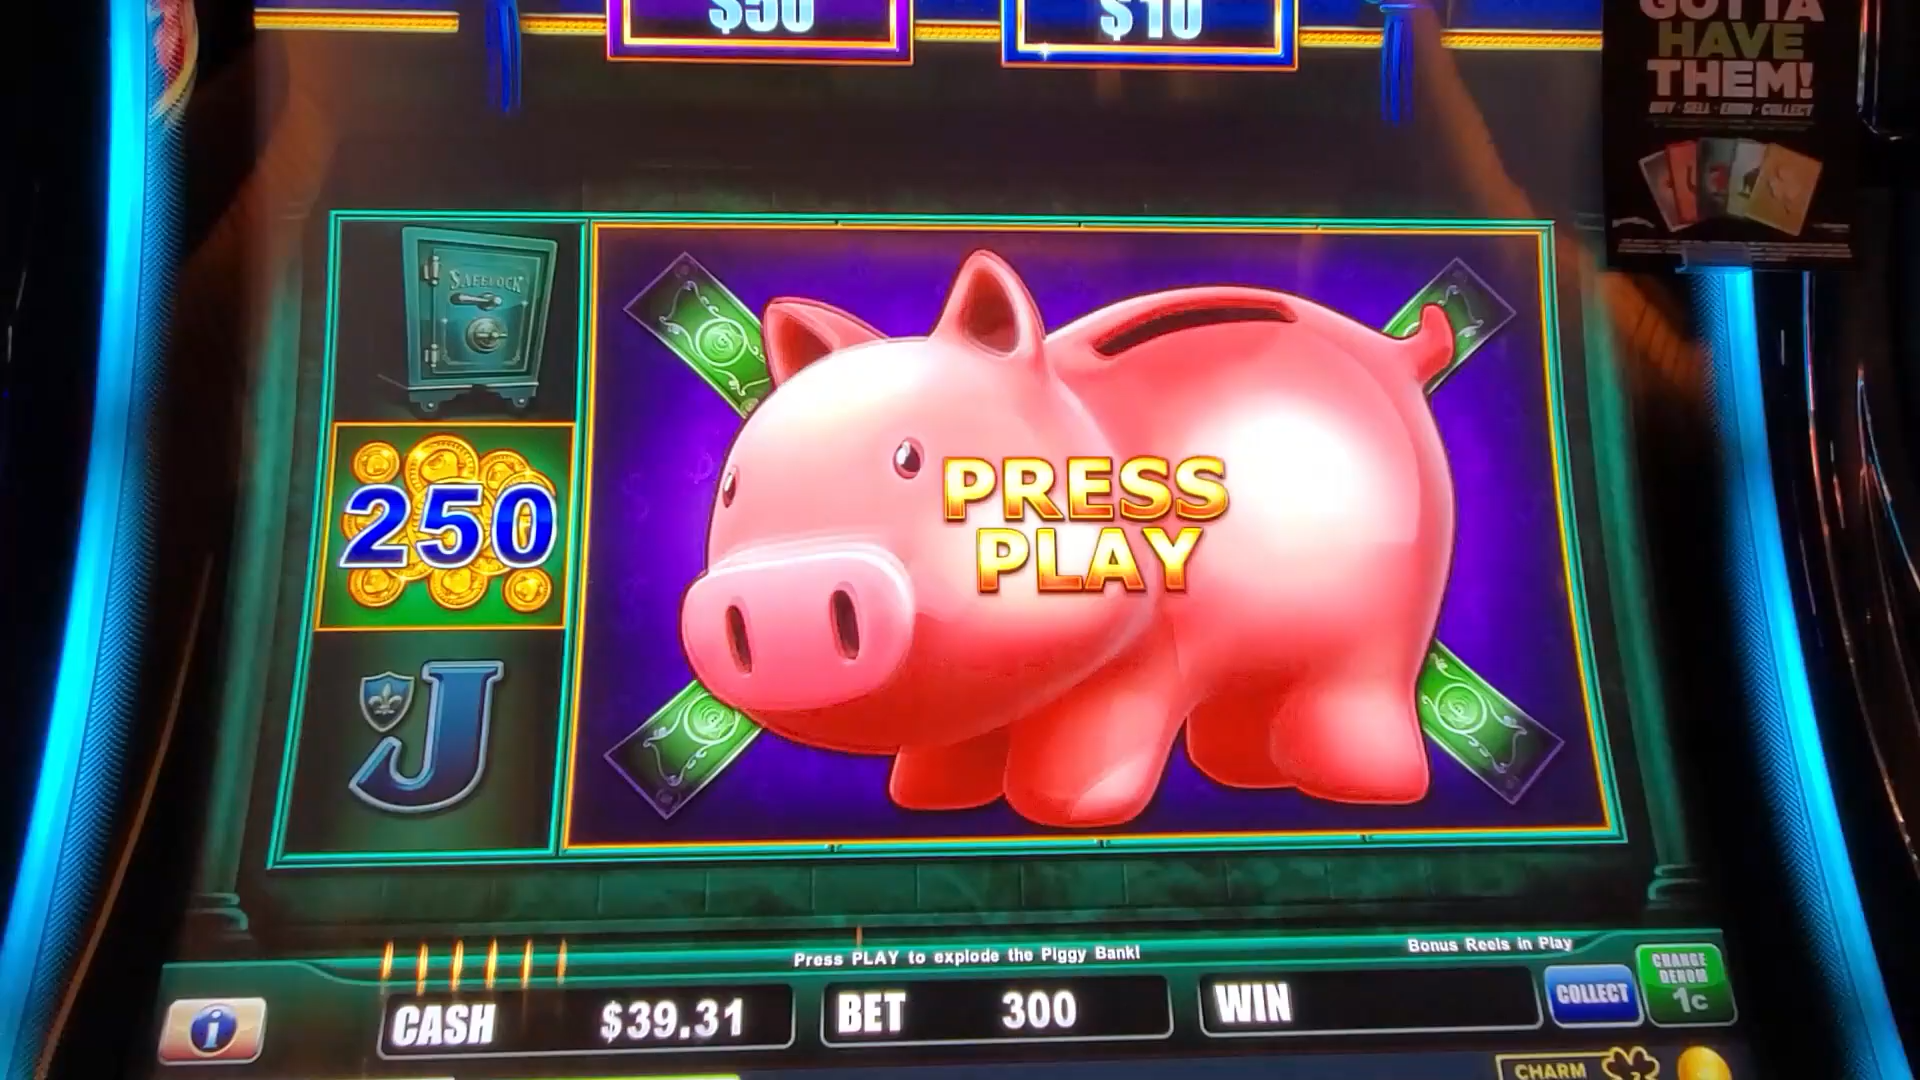 $50
$10
GOTTA
HAVE
THEM!
BUY · SELL · EARN · COLLECT
SAFELOCK
250
J
PRESS
PLAY
Press PLAY to explode the Piggy Bank!
Bonus Reels in Play
CASH $39.31
BET 300
WIN
COLLECT
CHANGE
DENOM
1¢
i
CHARM